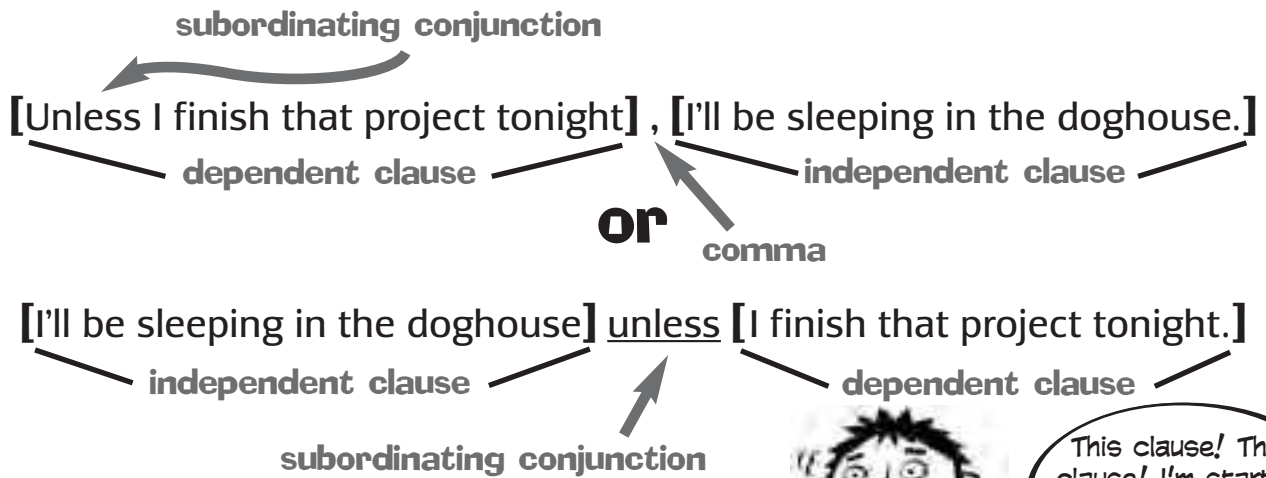 subordinating conjunction
[Unless I finish that project tonight] , [I'll be sleeping in the doghouse.]
dependent clause independent clause
or
comma
[I'll be sleeping in the doghouse] unless [I finish that project tonight.]
independent clause dependent clause
subordinating conjunction
This clause!
clause! I'm